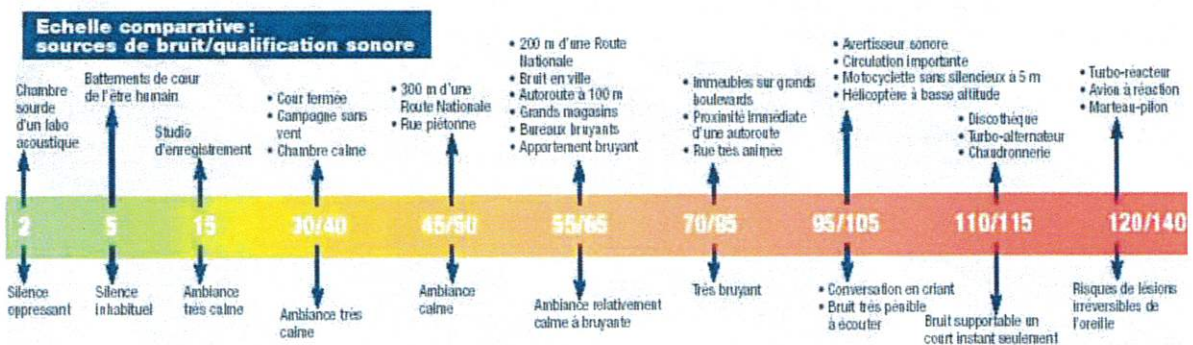 Echelle comparative :
sources de bruit/qualification sonore
Chambre
sourde
d'un labo
acoustique
Battements de cœur
de l'être humain
Studio
d'enregistrement
• Cour fermée
• Campagne sans
vent
• Chambre calme
• 300 m d'une
Route Nationale
• Rue piétonne
• 200 m d'une Route
Nationale
• Bruit en ville
• Autoroute à 100 m
• Grands magasins
• Bureaux bruyants
• Appartement bruyant
• Immeubles sur grands
boulevards
• Proximité immédiate
d'une autoroute
• Rue très animée
• Avertisseur sonore
• Circulation importante
• Motocyclette sans silencieux à 5 m
• Hélicoptère à basse altitude
• Discothèque
• Turbo-alternateur
• Chaudronnerie
• Turbo-réacteur
• Avion à réaction
• Marteau-pilon
2 5 15 30/40 45/50 55/65 70/85 95/105 110/115 120/140
Silence
oppressant
Silence
inhabituel
Ambiance
très calme
Ambiance très
calme
Ambiance
calme
Ambiance relativement
calme à bruyante
Très bruyant
• Conversation en criant
• Bruit très pénible
à écouter
Bruit supportable un
court instant seulement
Risques de lésions
irréversibles de
l'oreille